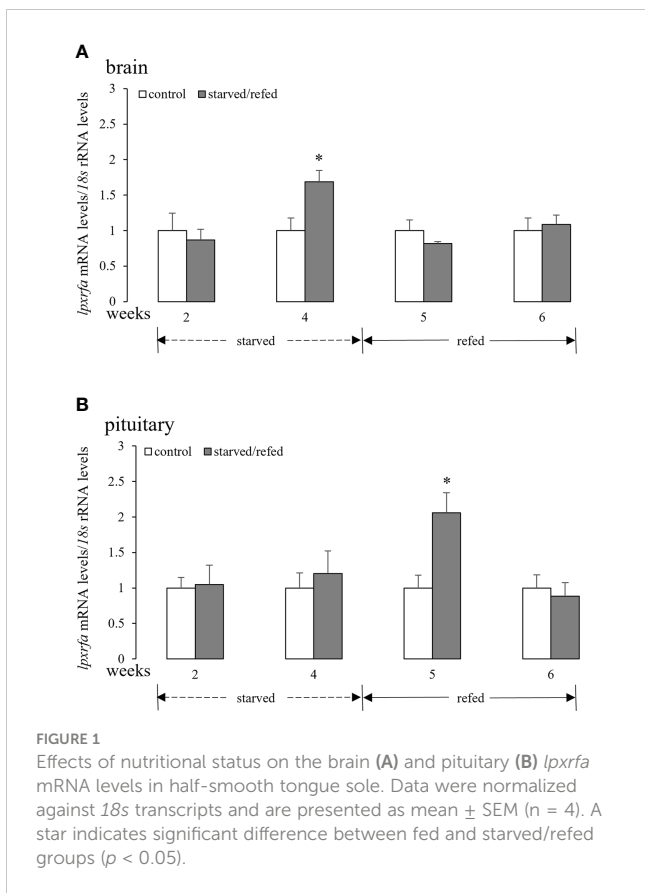 A
brain
control starved/refed
3
2.5
2
*
1.5
1
0.5
0
lpxrfa mRNA levels/18s rRNA levels
weeks
2 4 5 6
starved refed
B
pituitary
control starved/refed
3
2.5
*
2
1.5
1
0.5
0
lpxrfa mRNA levels/18s rRNA levels
weeks
2 4 5 6
starved refed
FIGURE 1
Effects of nutritional status on the brain (A) and pituitary (B) lpxrfa
mRNA levels in half-smooth tongue sole. Data were normalized
against 18s transcripts and are presented as mean ± SEM (n = 4). A
star indicates significant difference between fed and starved/refed
groups (p < 0.05).